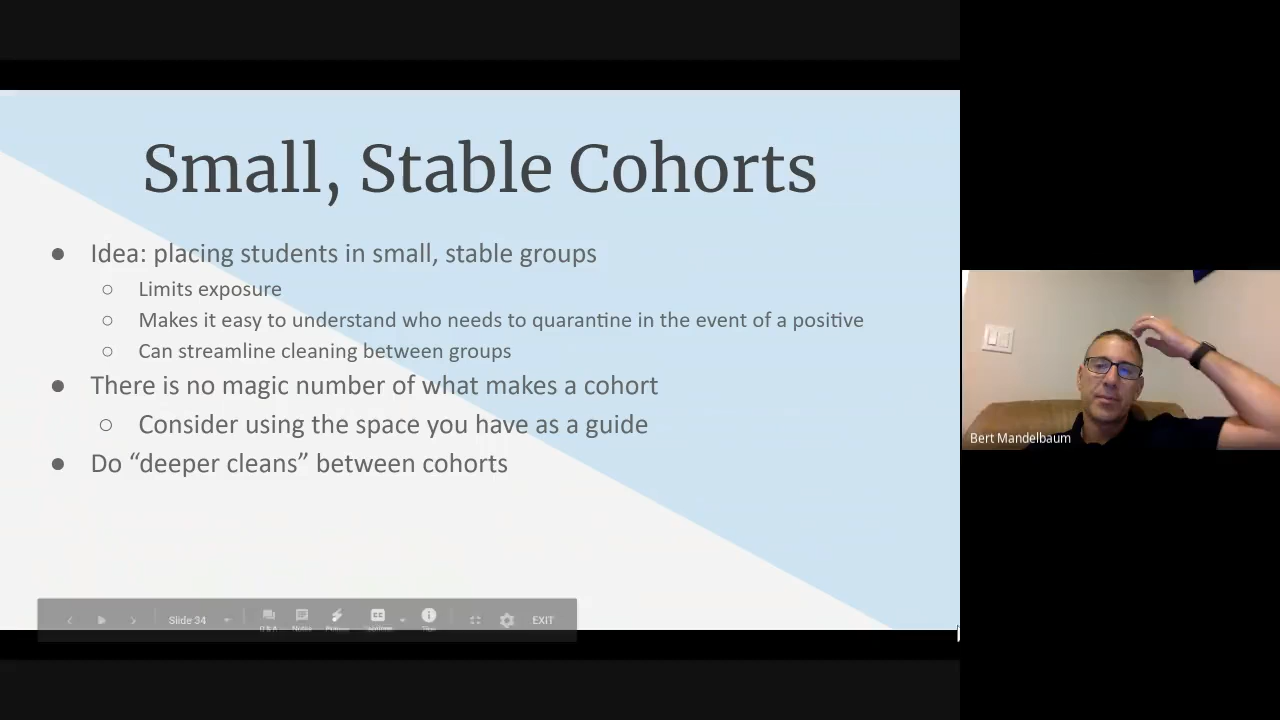 Small, Stable Cohorts
● Idea: placing students in small, stable groups
○ Limits exposure
○ Makes it easy to understand who needs to quarantine in the event of a positive
○ Can streamline cleaning between groups
● There is no magic number of what makes a cohort
○ Consider using the space you have as a guide
● Do “deeper cleans” between cohorts
Bert Mandelbaum
Slide 34
Q & A
Notes
EXIT